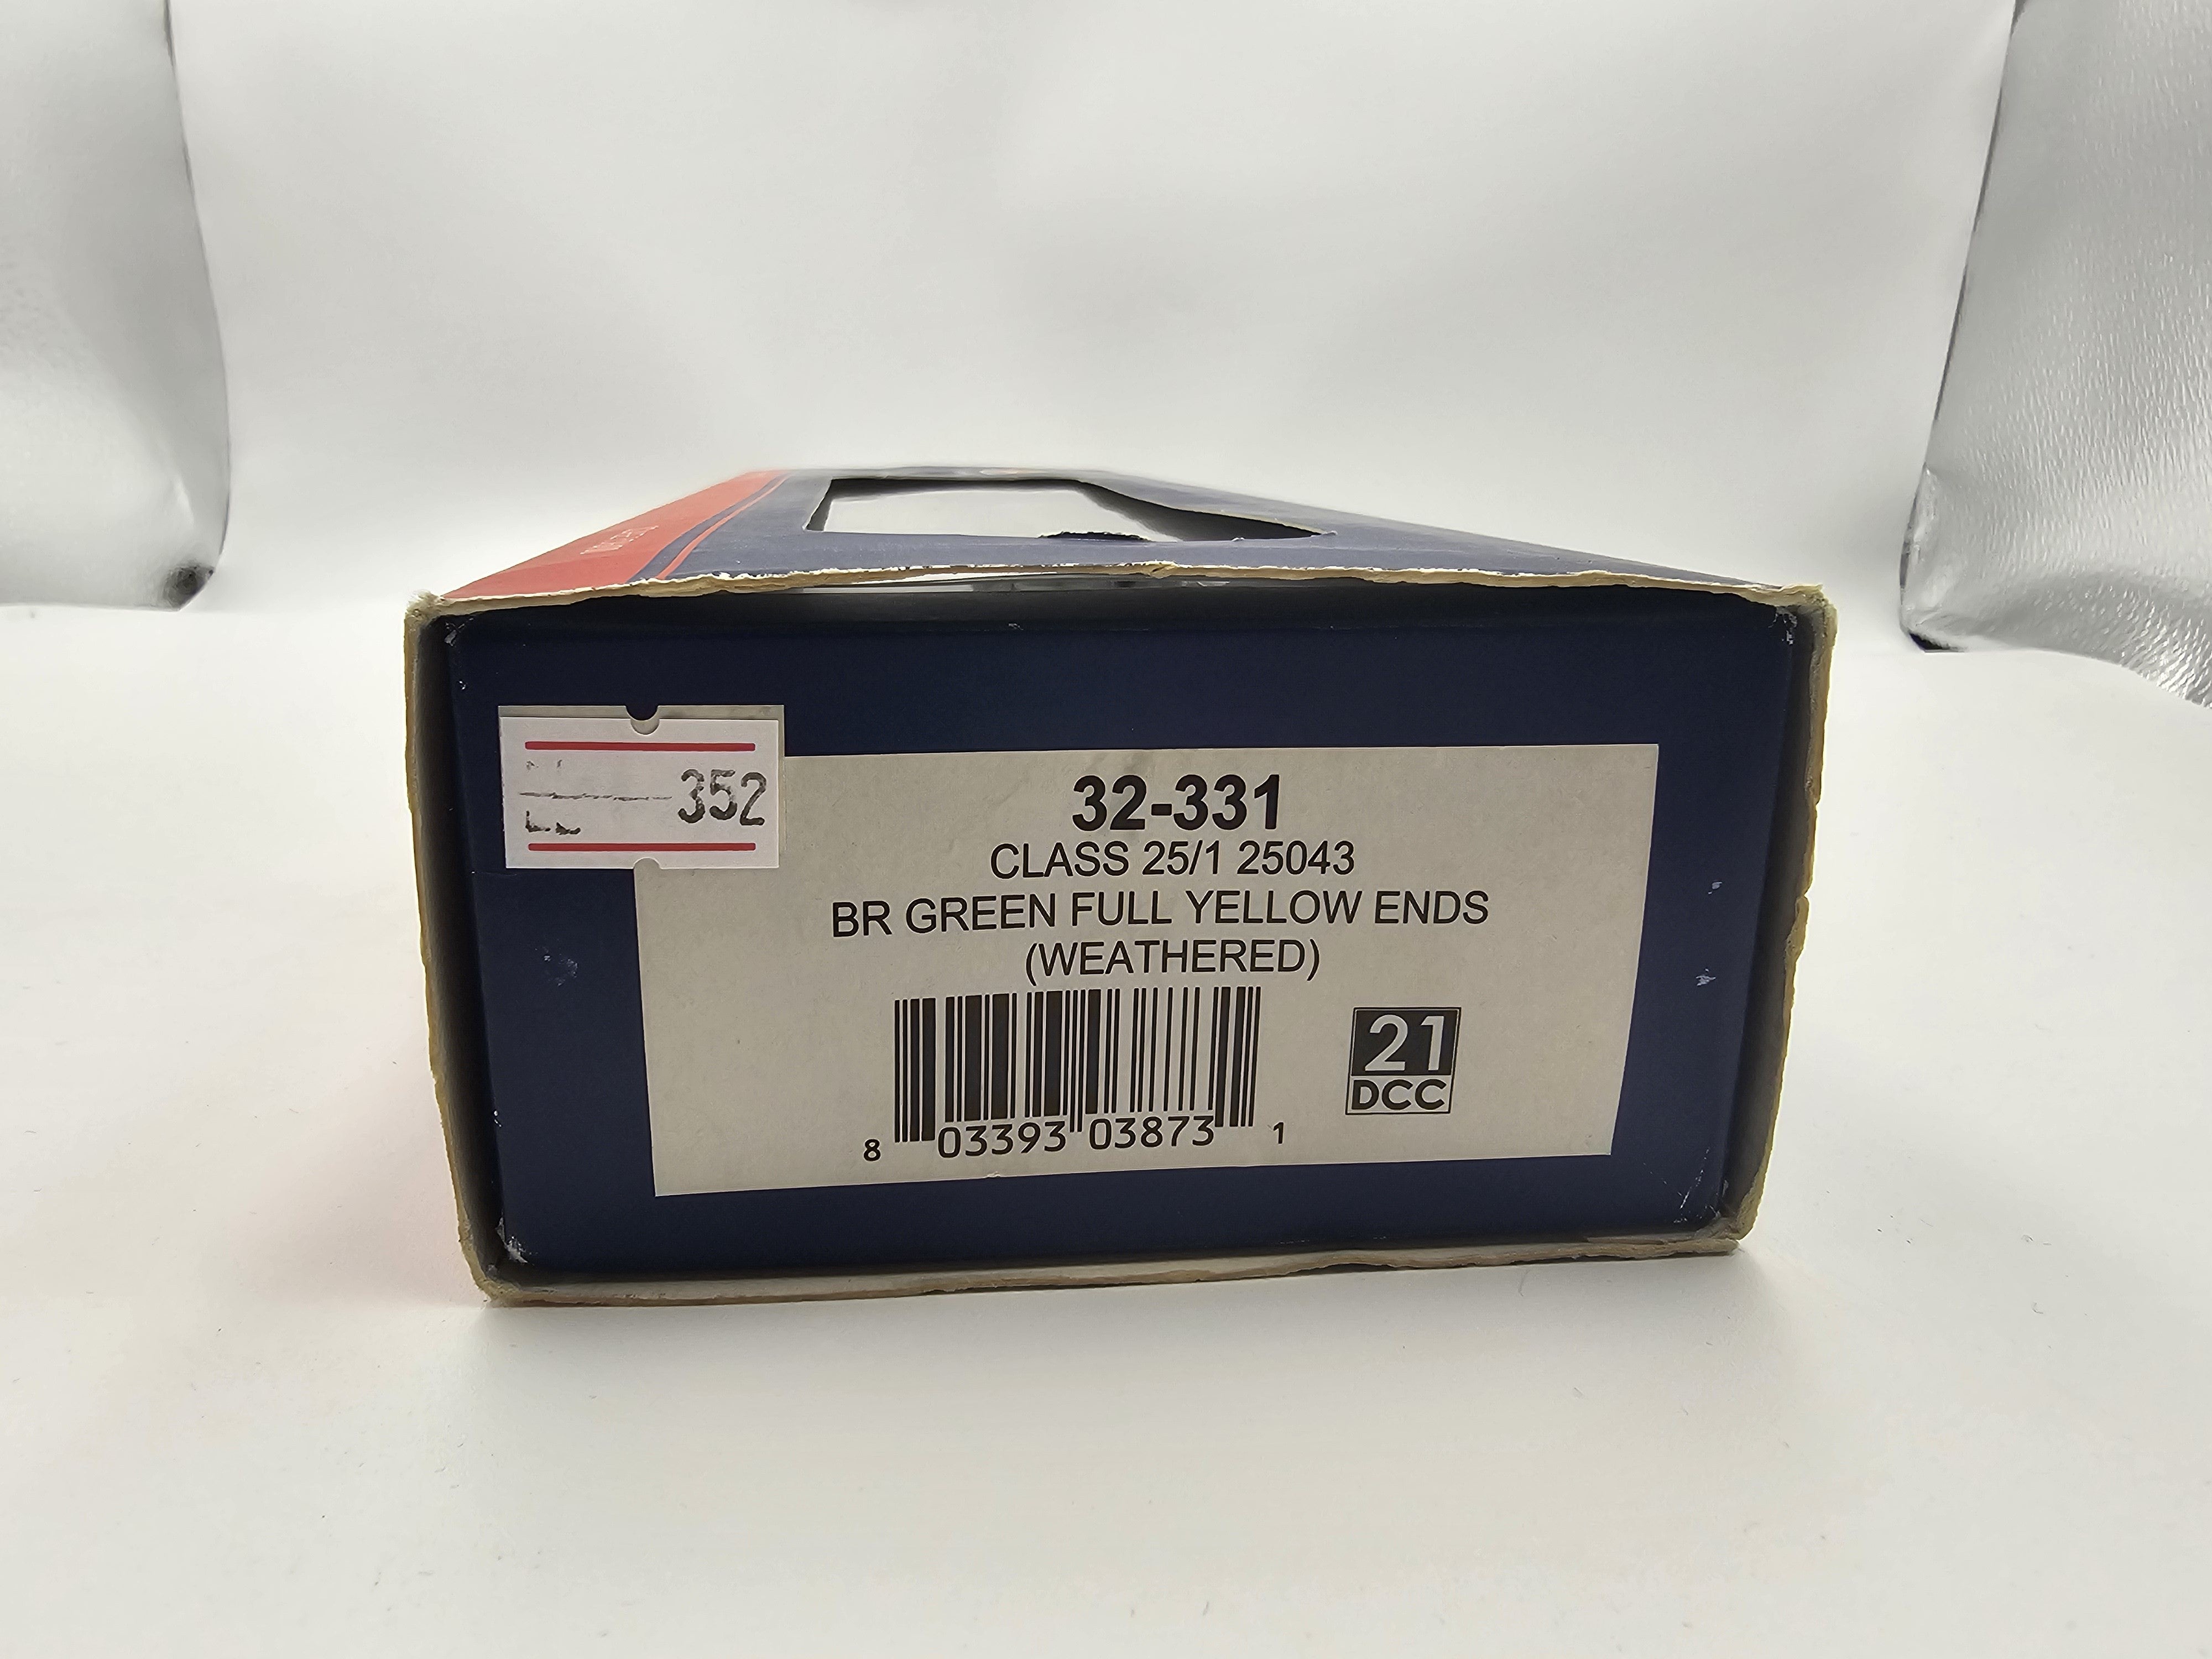 352
32-331
CLASS 25/1 25043
BR GREEN FULL YELLOW ENDS
(WEATHERED)
21
DCC
8 03393 03873 1